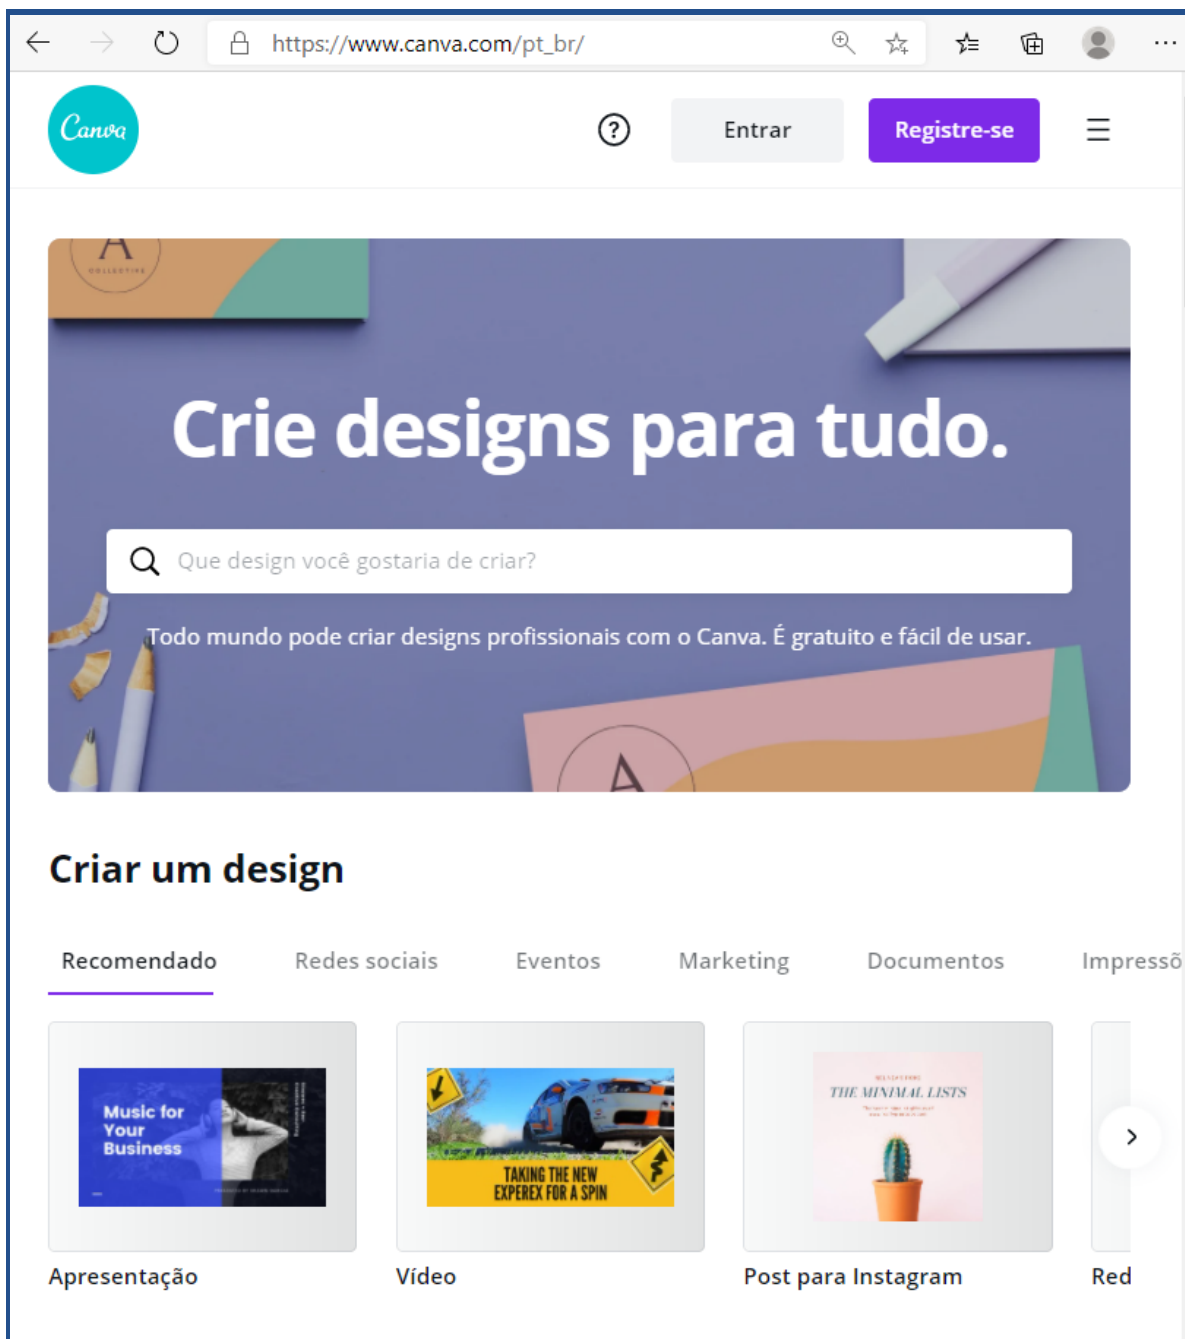 https://www.canva.com/pt_br/
Canva
?
Entrar
Registre-se
A
COLLECTIVE
Crie designs para tudo.
Que design você gostaria de criar?
Todo mundo pode criar designs profissionais com o Canva. É gratuito e fácil de usar.
A
Criar um design
Recomendado
Redes sociais
Eventos
Marketing
Documentos
Impressõ
Music for
Your
Business
TAKING THE NEW
EXPEREX FOR A SPIN
THE MINIMAL LISTS
Apresentação
Vídeo
Post para Instagram
Red